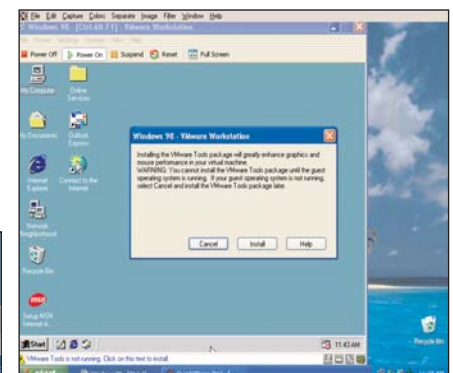 File Edit Capture Colors Separate Image Filter Window Help
Windows 98 - [Ctrl-Alt-F1] - VMware Workstation
Power Off Power On Suspend Reset Full Screen
My Computer
Online Services
My Documents
Outlook Express
Internet Explorer
Connect to the Internet
Network Neighborhood
Recycle Bin
Setup MSN Internet A...
Windows 98 - VMware Workstation
Installing the VMware Tools package will greatly enhance graphics and
mouse performance in your virtual machine.
WARNING: You cannot install the VMware Tools package until the guest
operating system is running. If your guest operating system is not running,
select Cancel and install the VMware Tools package later.
Cancel Install Help
Start
11:43 AM
VMware Tools is not running. Click on this text to install.
Recycle Bin
start